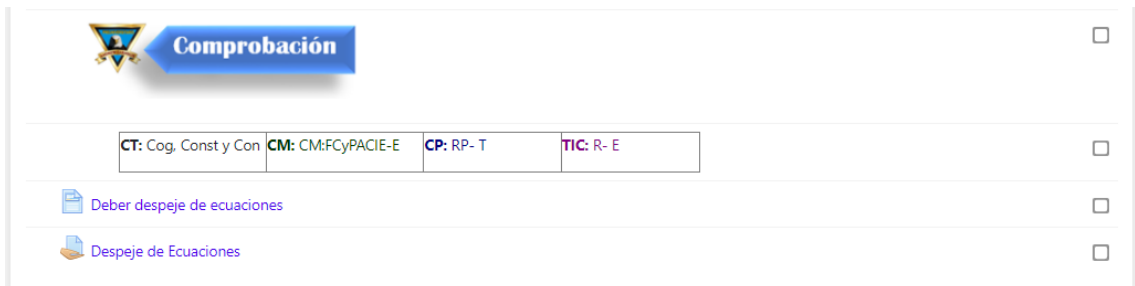 Comprobación
CT: Cog, Const y Con CM: CM:FCyPACIE-E CP: RP- T TIC: R- E
Deber despeje de ecuaciones
Despeje de Ecuaciones